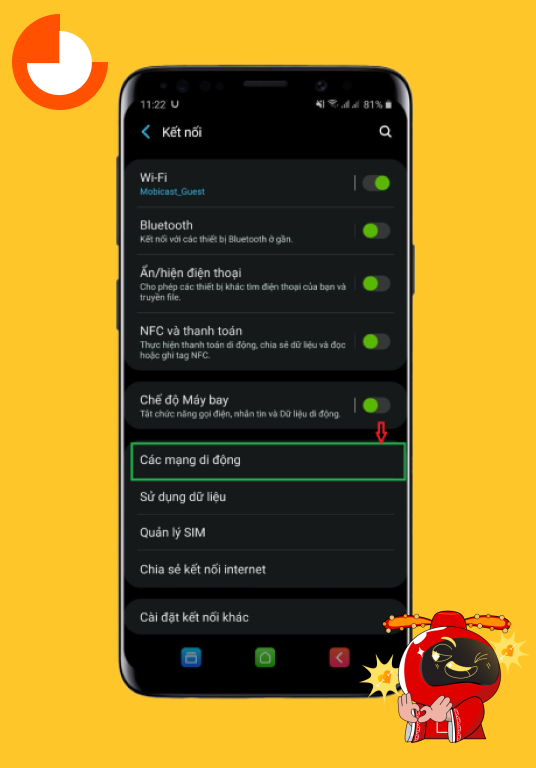 11:22
81%
Kết nối
Wi-Fi
Mobicast_Guest
Bluetooth
Kết nối với các thiết bị Bluetooth ở gần.
Ẩn/hiện điện thoại
Cho phép các thiết bị khác tìm điện thoại của bạn và
truyền file.
NFC và thanh toán
Thực hiện thanh toán di động, chia sẻ dữ liệu và đọc
hoặc ghi tag NFC.
Chế độ Máy bay
Tắt chức năng gọi điện, nhắn tin và Dữ liệu di động.
Các mạng di động
Sử dụng dữ liệu
Quản lý SIM
Chia sẻ kết nối internet
Cài đặt kết nối khác